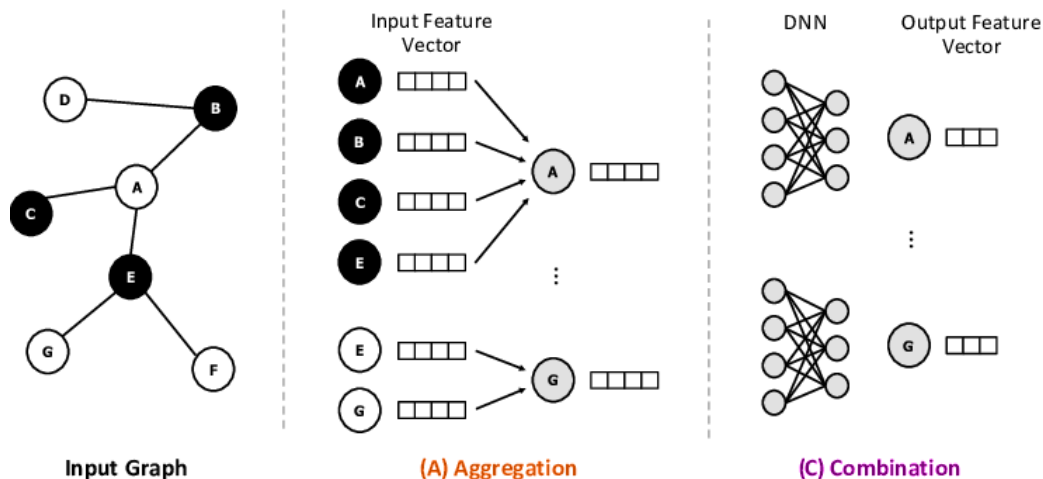 D
B
A
C
E
G
F
Input Graph
Input Feature
Vector
A
B
C
E
A
⋮
E
G
G
(A) Aggregation
DNN
Output Feature
Vector
A
⋮
G
(C) Combination